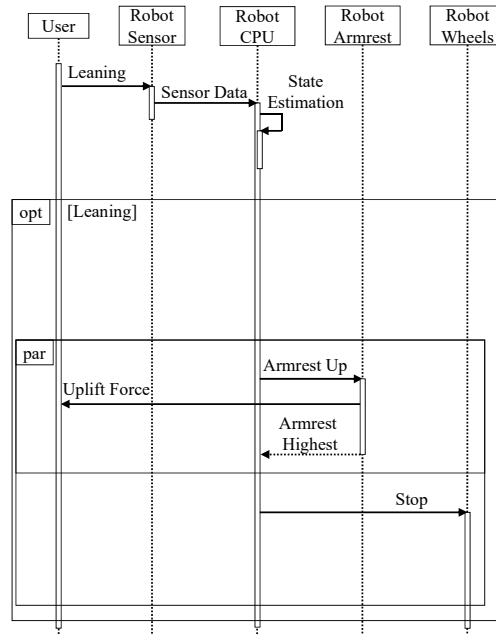 User
Robot
Sensor
Robot
CPU
Robot
Armrest
Robot
Wheels
Leaning
Sensor Data
State
Estimation
opt
[Leaning]
par
Armrest Up
Uplift Force
Armrest
Highest
Stop